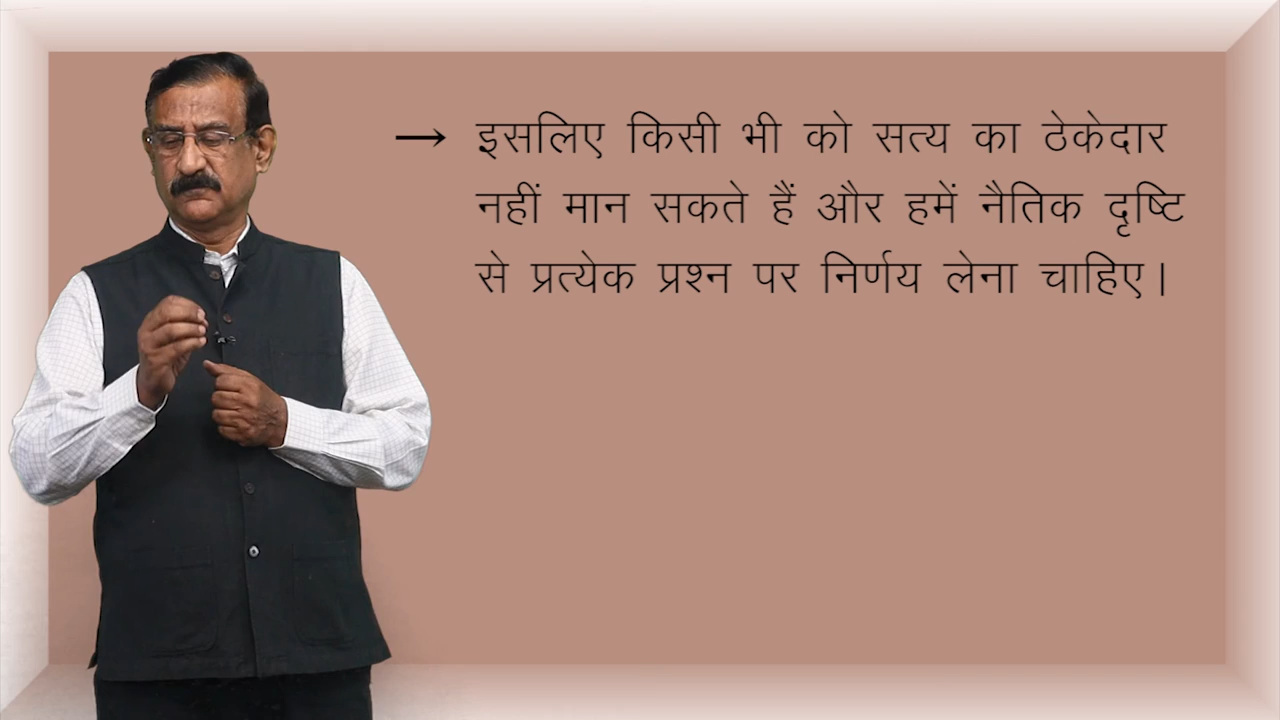 → इसलिए किसी भी को सत्य का ठेकेदार
नहीं मान सकते हैं और हमें नैतिक दृष्टि
से प्रत्येक प्रश्न पर निर्णय लेना चाहिए।